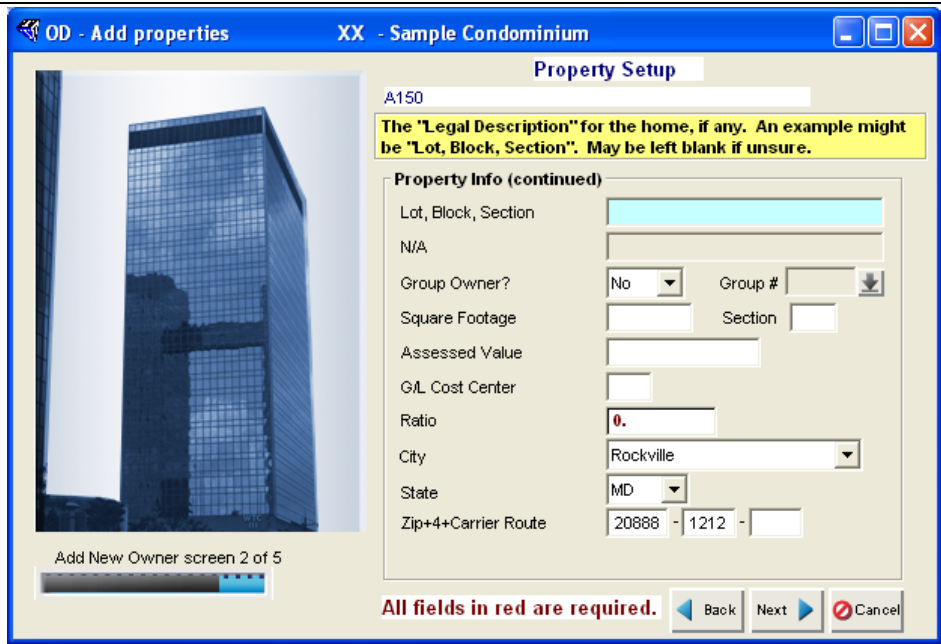 OD - Add properties XX - Sample Condominium
Property Setup
A150
The "Legal Description" for the home, if any. An example might
be "Lot, Block, Section". May be left blank if unsure.
Property Info (continued)
Lot, Block, Section
N/A
Group Owner? No Group #
Square Footage Section
Assessed Value
G/L Cost Center
Ratio 0.
City Rockville
State MD
Zip+4+Carrier Route 20888 - 1212 -
Add New Owner screen 2 of 5
All fields in red are required. Back Next Cancel